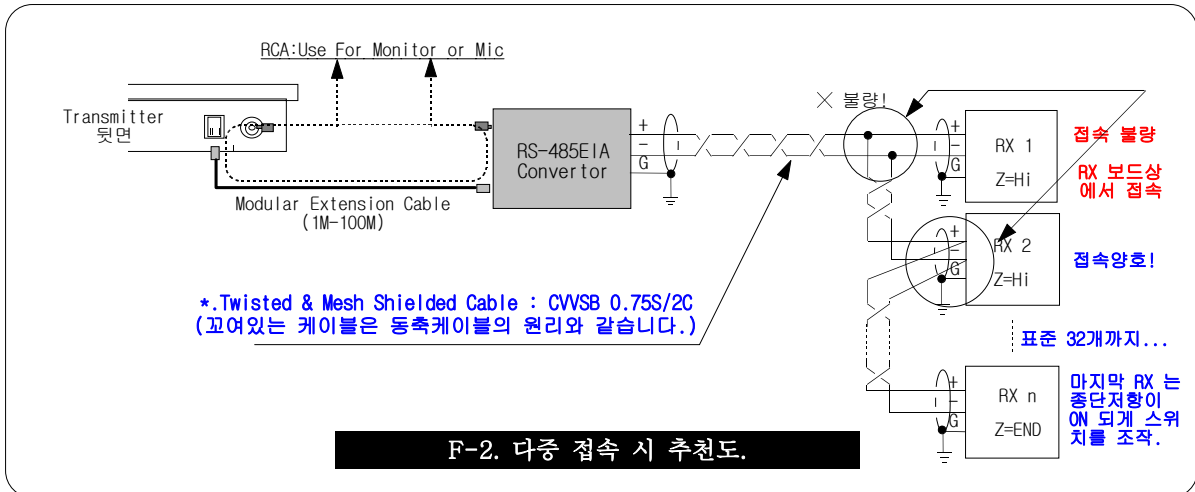 RCA:Use For Monitor or Mic
Transmitter
뒷면
RS-485EIA
Convertor
+
-
G
Modular Extension Cable
(1M-100M)
× 불량!
+
-
G
RX 1
Z=Hi
접속 불량
RX 보드상
에서 접속
+
-
G
RX 2
Z=Hi
접속양호!
*.Twisted & Mesh Shielded Cable : CVVSB 0.75S/2C
(꼬여있는 케이블은 동축케이블의 원리와 같습니다.)
표준 32개까지...
+
-
G
RX n
Z=END
마지막 RX 는
종단저항이
ON 되게 스위
치를 조작.
F-2. 다중 접속 시 추천도.